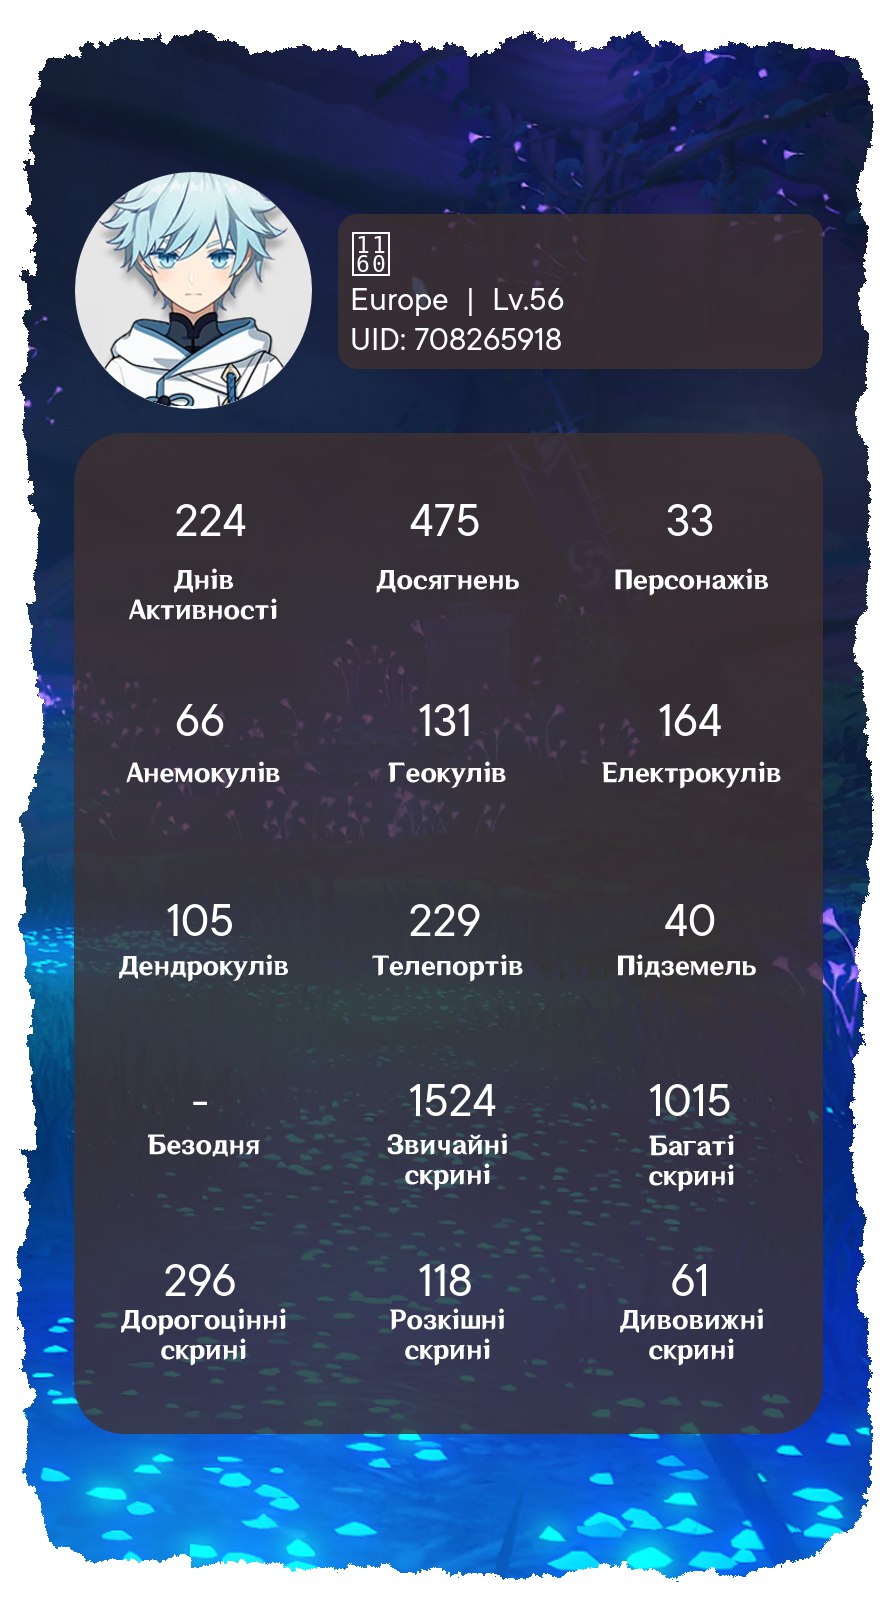 Europe | Lv.56
UID: 708265918
224 475 33
Днів Досягнень Персонажів
Активності
66 131 164
Анемокулів Геокулів Електрокулів
105 229 40
Дендрокулів Телепортів Підземель
- 1524 1015
Безодня Звичайні Багаті
скрині скрині
296 118 61
Дорогоцінні Розкішні Дивовижні
скрині скрині скрині